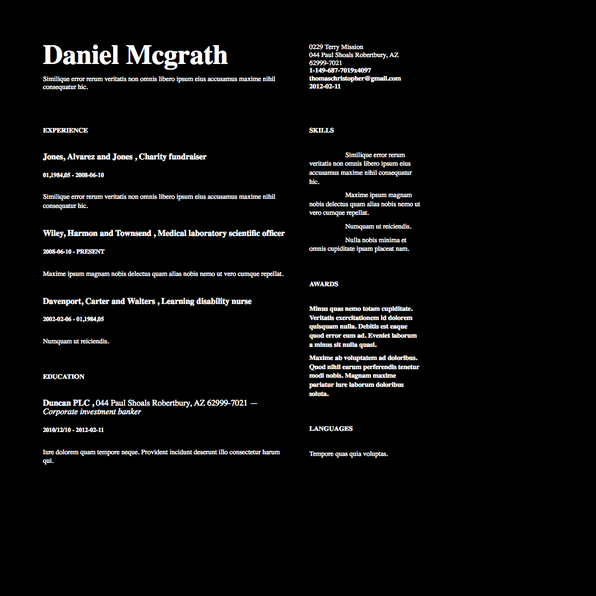 Daniel Mcgrath
Similique error rerum veritatis non omnis libero ipsum eius accusamus maxime nihil
consequatur hic.
0229 Terry Mission
044 Paul Shoals Robertbury, AZ
62999-7021
1-149-687-7019x4097
thomaschristopher@gmail.com
2012-02-11
EXPERIENCE
Jones, Alvarez and Jones , Charity fundraiser
01,1984,05 - 2008-06-10
Similique error rerum veritatis non omnis libero ipsum eius accusamus maxime nihil
consequatur hic.
Wiley, Harmon and Townsend , Medical laboratory scientific officer
2008-06-10 - PRESENT
Maxime ipsum magnam nobis delectus quam alias nobis nemo ut vero cumque repellat.
Davenport, Carter and Walters , Learning disability nurse
2002-02-06 - 01,1984,05
Numquam ut reiciendis.
EDUCATION
Duncan PLC , 044 Paul Shoals Robertbury, AZ 62999-7021 —
Corporate investment banker
2010/12/10 - 2012-02-11
Iure dolorem quam tempore neque. Provident incidunt deserunt illo consectetur harum
qui.
SKILLS
Similique error rerum
veritatis non omnis libero ipsum eius
accusamus maxime nihil consequatur
hic.
Maxime ipsum magnam
nobis delectus quam alias nobis nemo ut
vero cumque repellat.
Numquam ut reiciendis.
Nulla nobis minima et
omnis cupiditate ipsam placeat nam.
AWARDS
Minus quas nemo totam cupiditate.
Veritatis exercitationem id dolorem
quisquam nulla. Debitis est eaque
quod error eum ad. Eveniet laborum
a minus sit nulla quasi.
Maxime ab voluptatem ad doloribus.
Quod nihil earum perferendis tenetur
modi nobis. Magnam maxime
pariatur iure laborum doloribus
soluta.
LANGUAGES
Tempore quas quia voluptas.